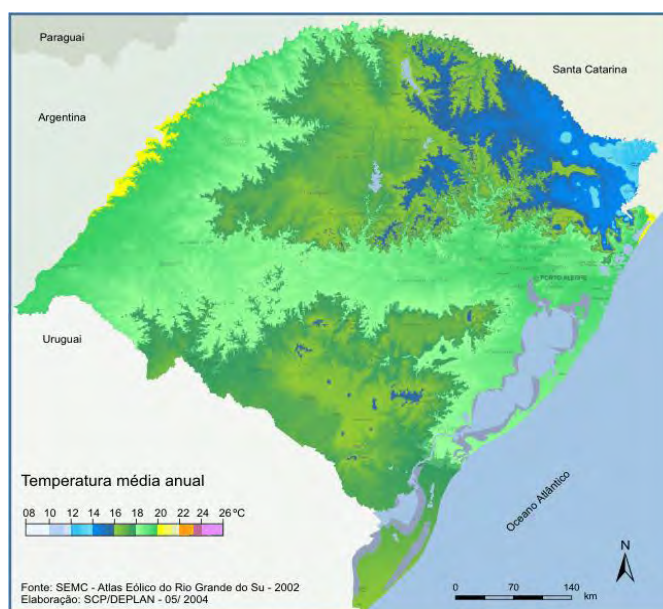 Paraguai
Santa Catarina
Argentina
PORTO ALEGRE
Uruguai
Temperatura média anual
08 10 12 14 16 18 20 22 24 26 ºC
Oceano Atlântico
N
0 70 140
km
Fonte: SEMC - Atlas Eólico do Rio Grande do Su - 2002
Elaboração: SCP/DEPLAN - 05/ 2004